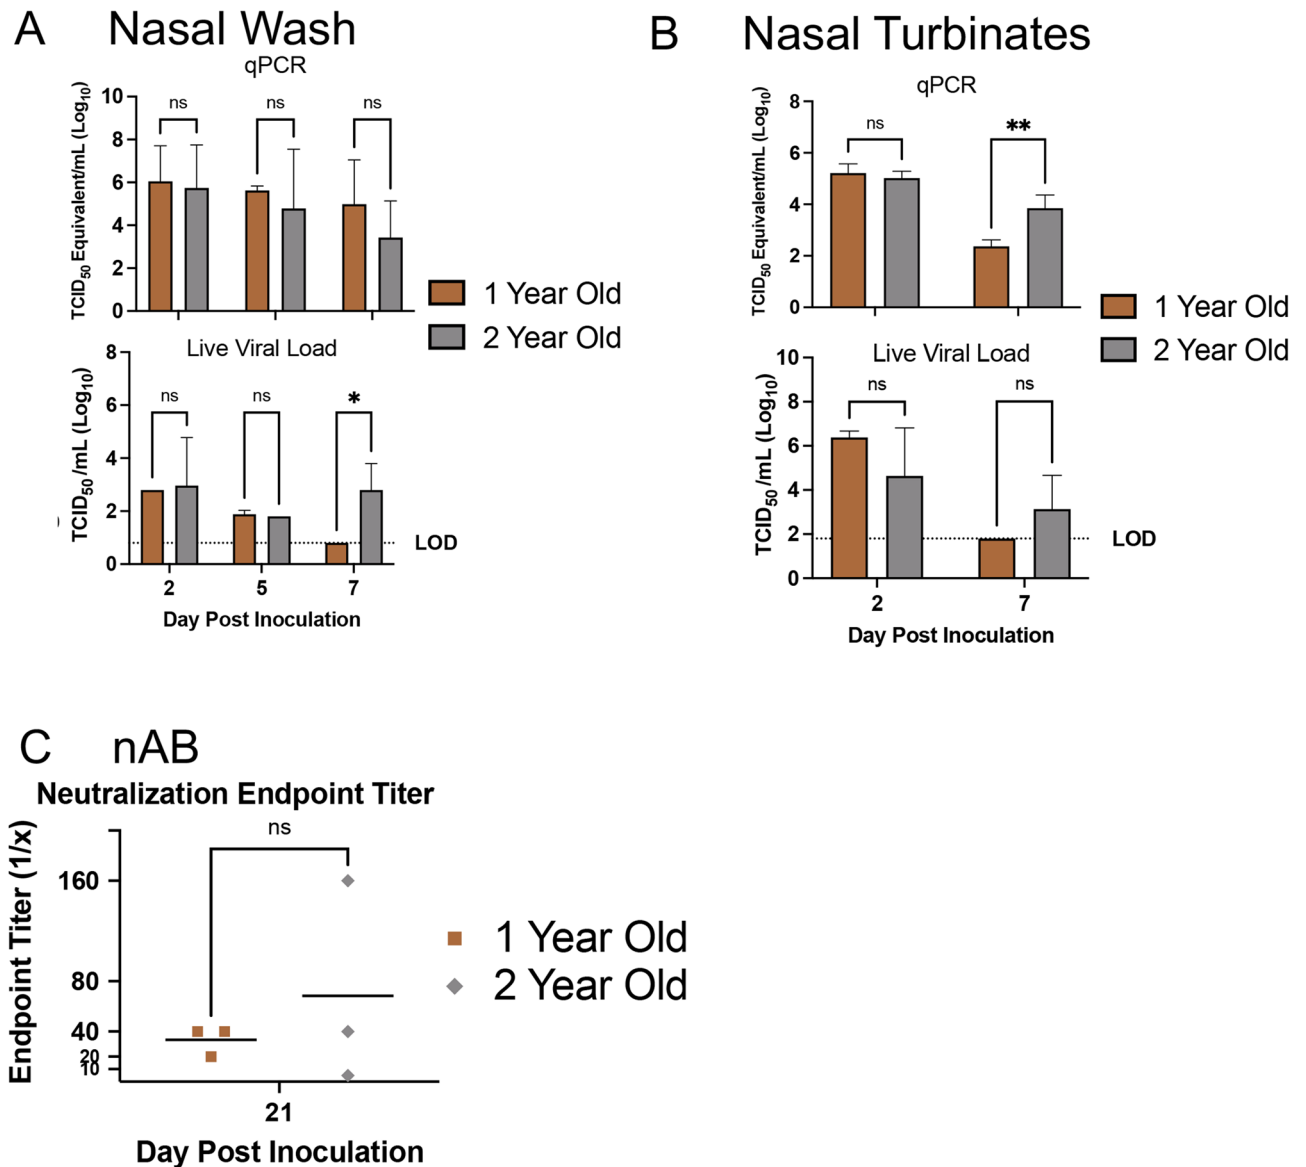 A Nasal Wash
qPCR
TCID50 Equivalent/mL (Log10)
10
8
6
4
2
0
ns
ns
ns
1 Year Old
2 Year Old
Live Viral Load
TCID50 /mL (Log10)
8
6
4
2
0
ns
ns
*
LOD
2 5 7
Day Post Inoculation
B Nasal Turbinates
qPCR
TCID50 Equivalent/mL (Log10)
8
6
4
2
0
ns
**
1 Year Old
2 Year Old
Live Viral Load
TCID50 /mL (Log10)
10
8
6
4
2
0
ns
ns
LOD
2 7
Day Post Inoculation
C nAB
Neutralization Endpoint Titer
Endpoint Titer (1/x)
160
80
40
20
10
ns
1 Year Old
2 Year Old
21
Day Post Inoculation